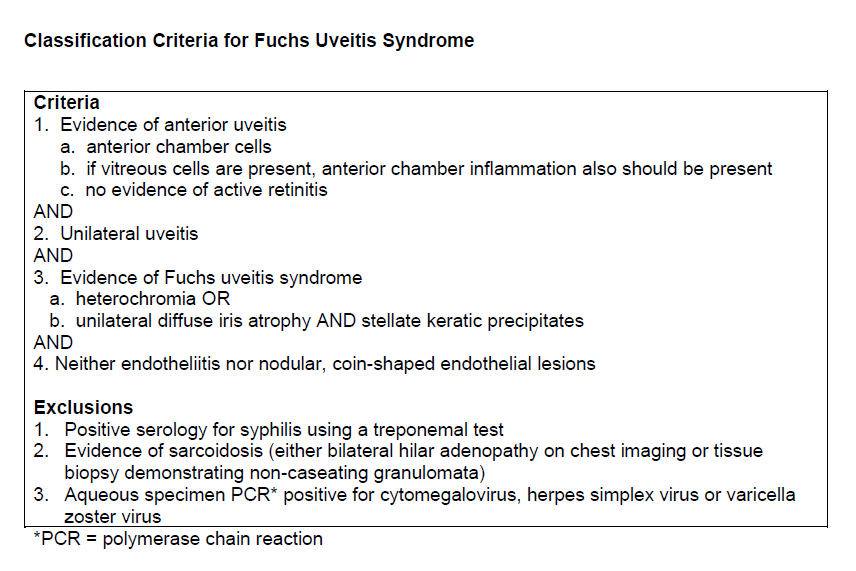 Classification Criteria for Fuchs Uveitis Syndrome
Criteria
1. Evidence of anterior uveitis
a. anterior chamber cells
b. if vitreous cells are present, anterior chamber inflammation also should be present
c. no evidence of active retinitis
AND
2. Unilateral uveitis
AND
3. Evidence of Fuchs uveitis syndrome
a. heterochromia OR
b. unilateral diffuse iris atrophy AND stellate keratic precipitates
AND
4. Neither endotheliitis nor nodular, coin-shaped endothelial lesions
Exclusions
1. Positive serology for syphilis using a treponemal test
2. Evidence of sarcoidosis (either bilateral hilar adenopathy on chest imaging or tissue
biopsy demonstrating non-caseating granulomata)
3. Aqueous specimen PCR* positive for cytomegalovirus, herpes simplex virus or varicella
zoster virus
*PCR = polymerase chain reaction